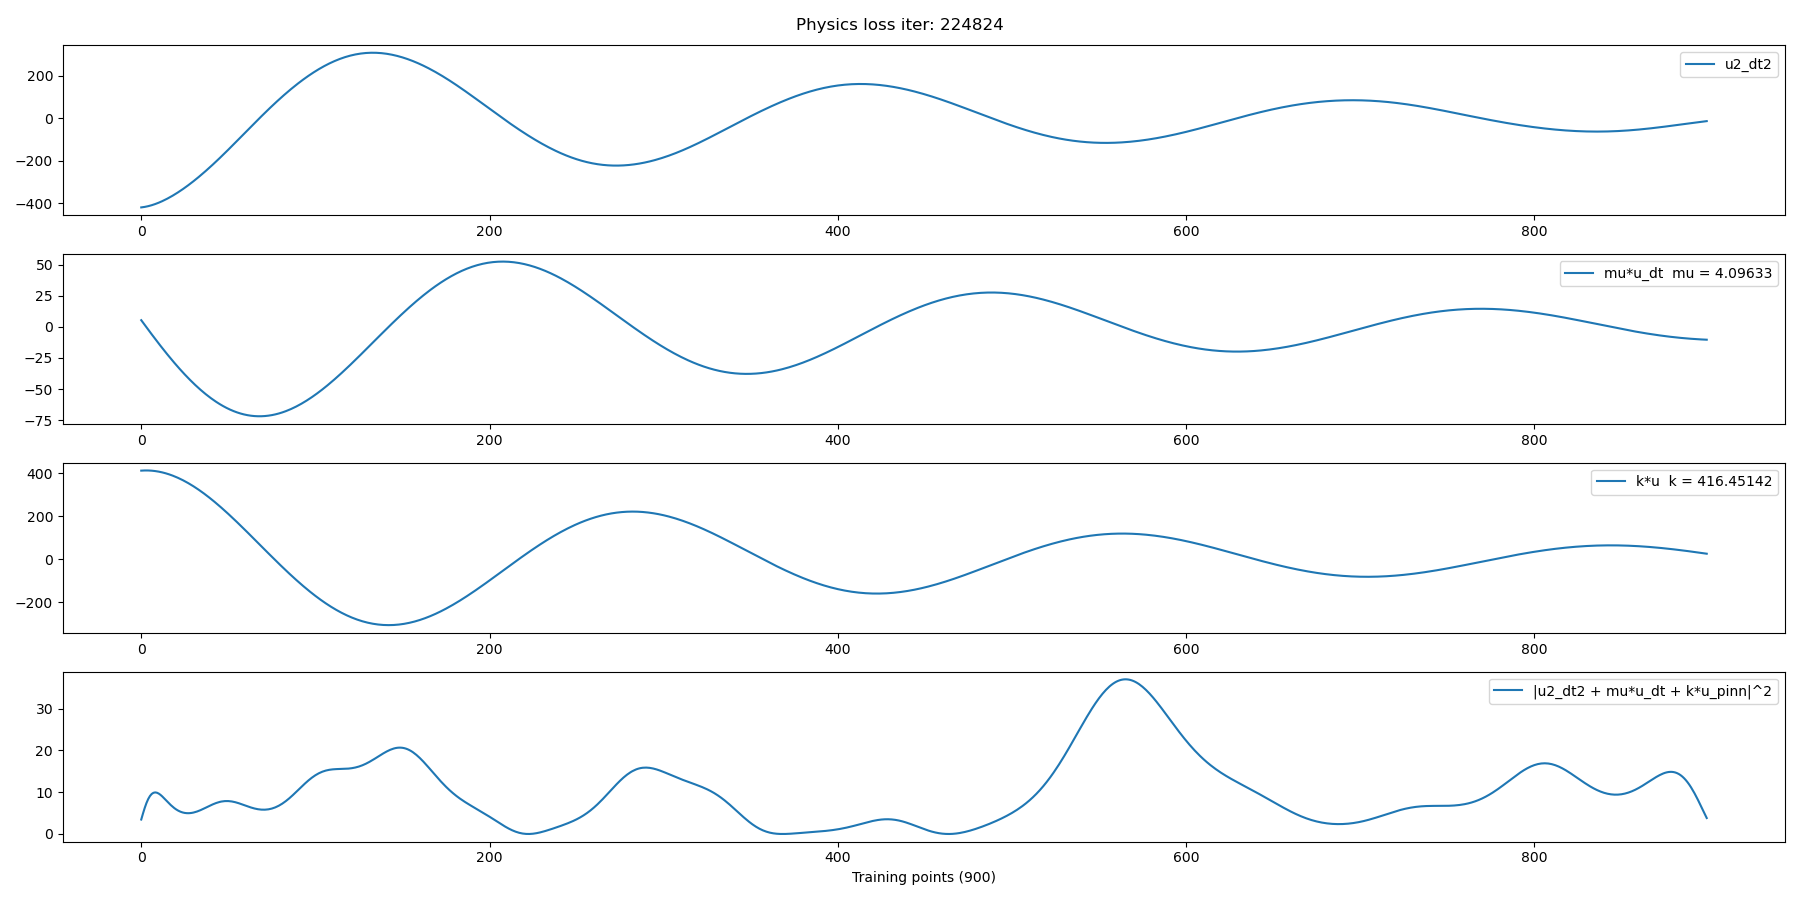 Physics loss iter: 224824
u2_dt2
200
0
−200
−400
0 200 400 600 800
mu*u_dt  mu = 4.09633
50
25
0
−25
−50
−75
0 200 400 600 800
k*u  k = 416.45142
400
200
0
−200
0 200 400 600 800
|u2_dt2 + mu*u_dt + k*u_pinn|^2
30
20
10
0
0 200 400 600 800
Training points (900)